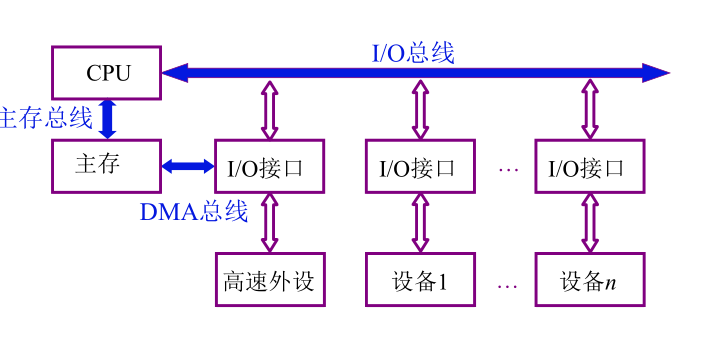 I/O总线
CPU
主存总线
主存
I/O接口
I/O接口
…
I/O接口
DMA总线
高速外设
设备1
…
设备n